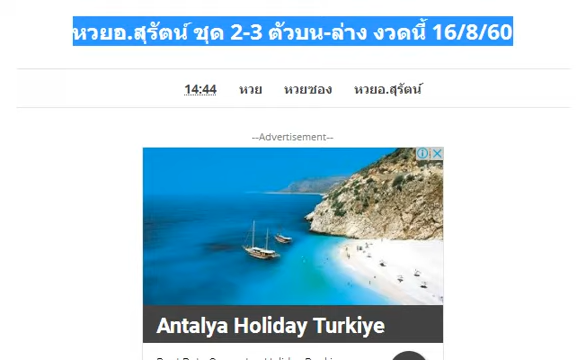 หวยอ.สุรัตน์ ชุด 2-3 ตัวบน-ล่าง งวดนี้ 16/8/60
14:44 หวย หวยซอง หวยอ.สุรัตน์
--Advertisement--
Antalya Holiday Turkiye